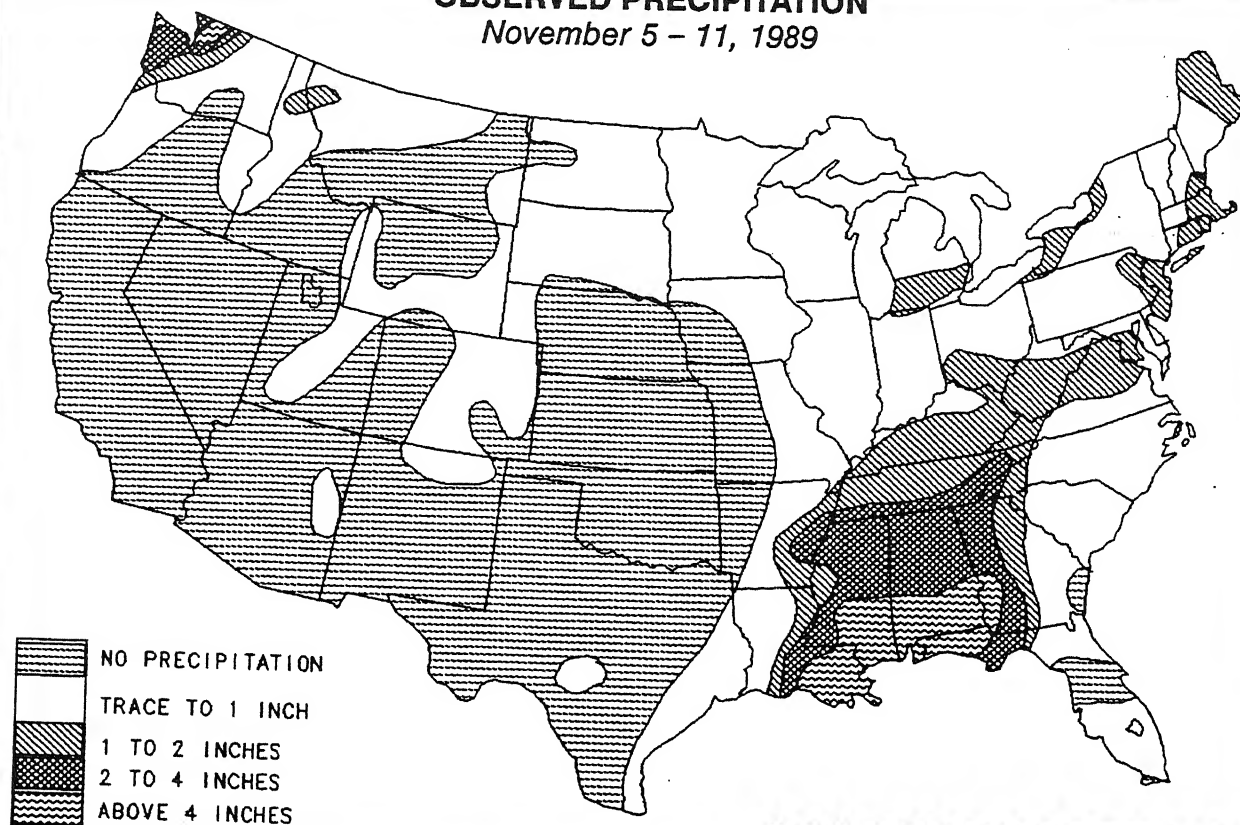 OBSERVED PRECIPITATION
November 5 – 11, 1989
NO PRECIPITATION
TRACE TO 1 INCH
1 TO 2 INCHES
2 TO 4 INCHES
ABOVE 4 INCHES